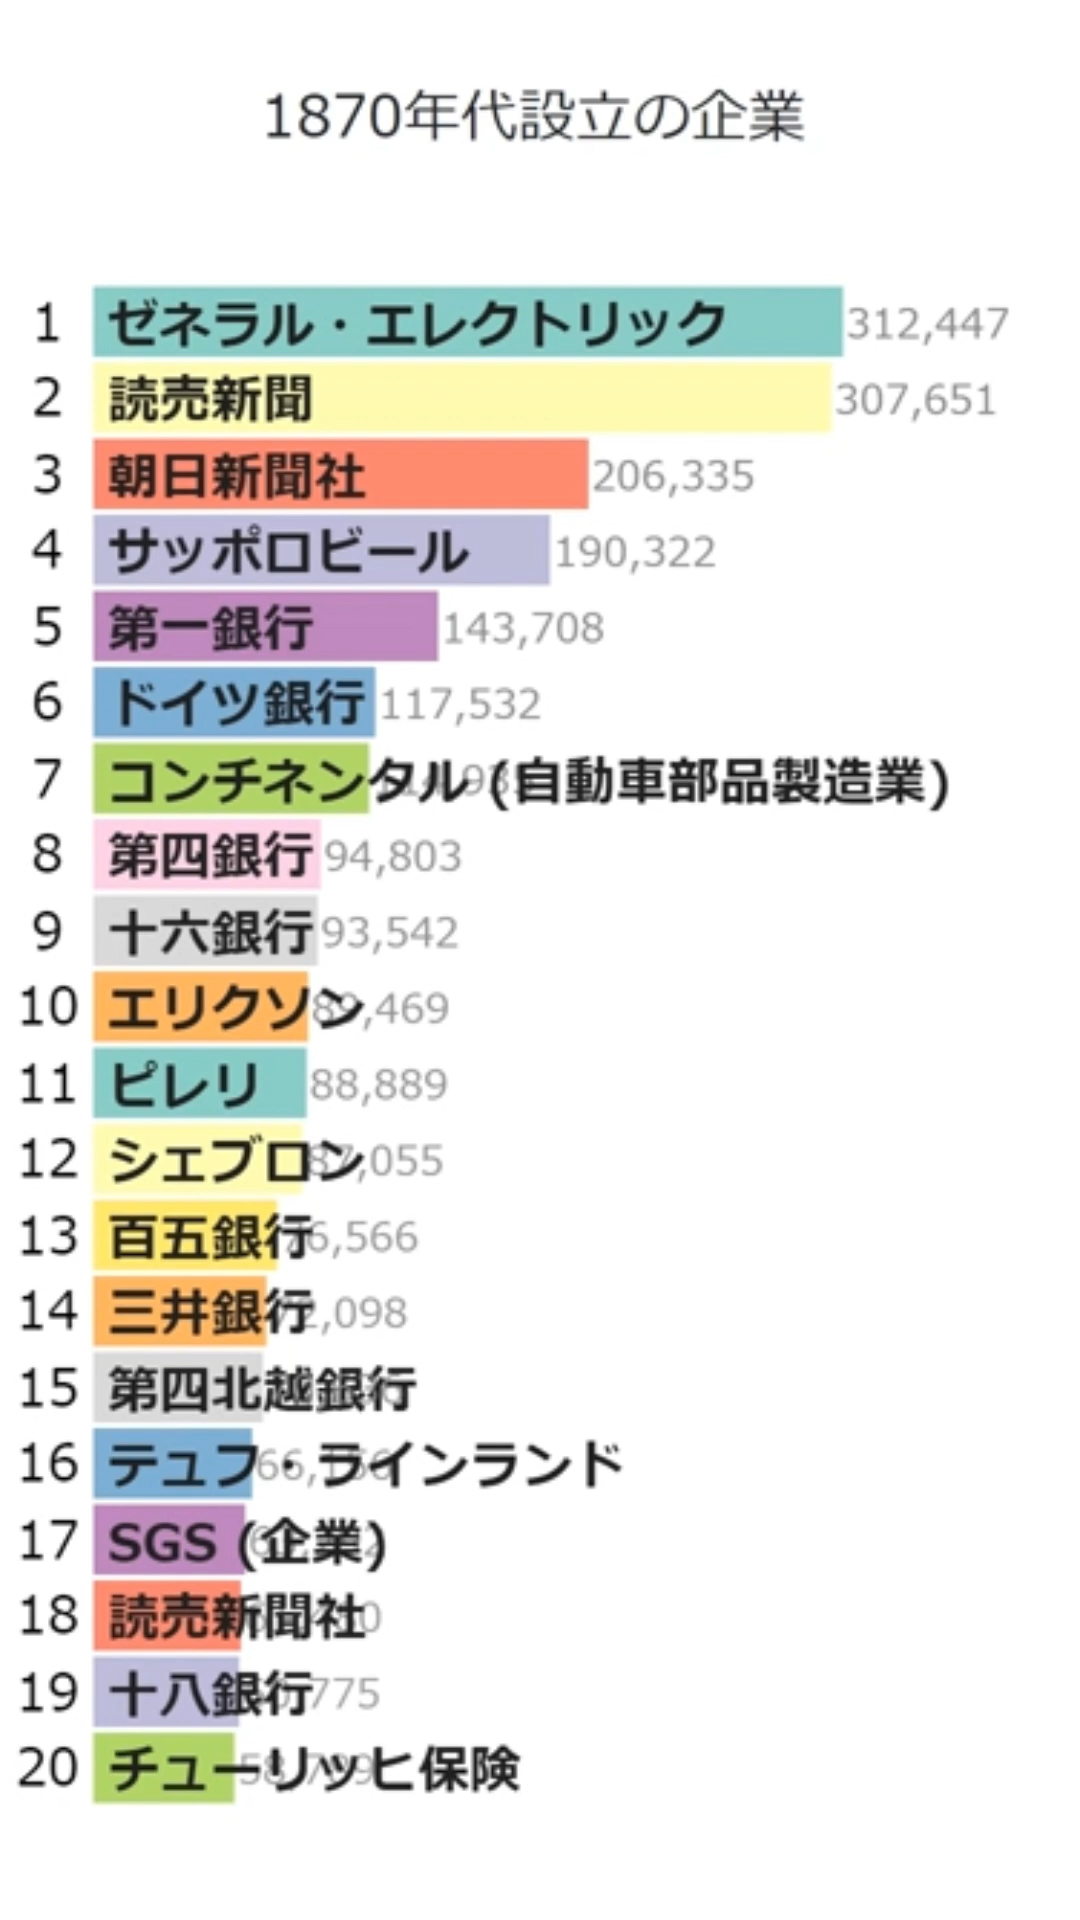 1870年代設立の企業
1 ゼネラル・エレクトリック 312,447
2 読売新聞 307,651
3 朝日新聞社 206,335
4 サッポロビール 190,322
5 第一銀行 143,708
6 ドイツ銀行 117,532
7 コンチネンタル (自動車部品製造業)
8 第四銀行 94,803
9 十六銀行 93,542
10 エリクソン 89,469
11 ピレリ 88,889
12 シェブロン 87,055
13 百五銀行 76,566
14 三井銀行 72,098
15 第四北越銀行
16 テュフ・ラインランド
17 SGS (企業)
18 読売新聞社
19 十八銀行
20 チューリッヒ保険